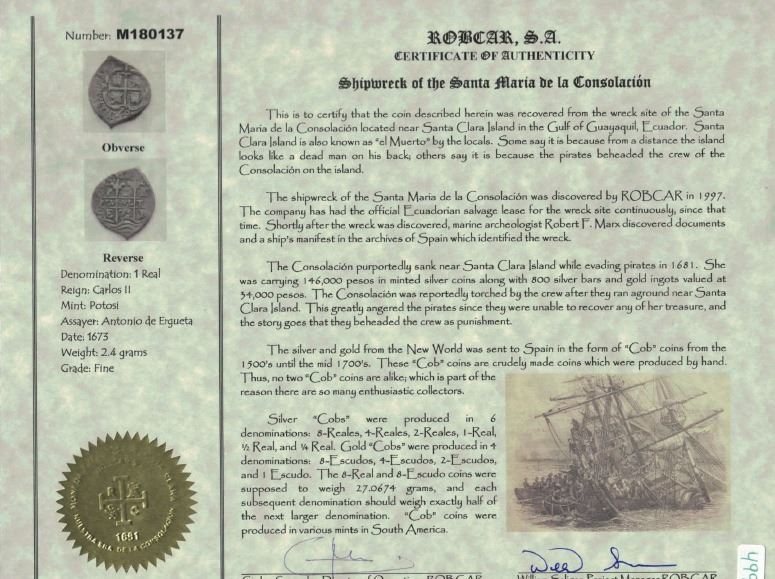 Number: M180137
Obverse
Reverse
Denomination: 1 Real
Reign: Carlos II
Mint: Potosi
Assayer: Antonio de Ergueta
Date: 1673
Weight: 2.4 grams
Grade: Fine
1681
ROBCAR, S.A.
CERTIFICATE OF AUTHENTICITY
Shipwreck of the Santa Maria de la Consolación
This is to certify that the coin described herein was recovered from the wreck site of the Santa
Maria de la Consolación located near Santa Clara Island in the Gulf of Guayaquil, Ecuador. Santa
Clara Island is also known as "el Muerto" by the locals. Some say it is because from a distance the island
looks like a dead man on his back; others say it is because the pirates beheaded the crew of the
Consolación on the island.
The shipwreck of the Santa Maria de la Consolación was discovered by ROBCAR in 1997.
The company has had the official Ecuadorian salvage lease for the wreck site continuously, since that
time. Shortly after the wreck was discovered, marine archeologist Robert F. Marx discovered documents
and a ship's manifest in the archives of Spain which identified the wreck.
The Consolación purportedly sank near Santa Clara Island while evading pirates in 1681. She
was carrying 146,000 pesos in minted silver coins along with 800 silver bars and gold ingots valued at
34,000 pesos. The Consolación was reportedly torched by the crew after they ran aground near Santa
Clara Island. This greatly angered the pirates since they were unable to recover any of her treasure, and
the story goes that they beheaded the crew as punishment.
The silver and gold from the New World was sent to Spain in the form of "Cob" coins from the
1500's until the mid 1700's. These "Cob" coins are crudely made coins which were produced by hand.
Thus, no two "Cob" coins are alike; which is part of the
reason there are so many enthusiastic collectors.
Silver "Cobs" were produced in 6
denominations: 8-Reales, 4-Reales, 2-Reales, 1-Real,
½ Real, and ¼ Real. Gold "Cobs" were produced in 4
denominations: 8-Escudos, 4-Escudos, 2-Escudos,
and 1 Escudo. The 8-Real and 8-Escudo coins were
supposed to weigh 27.0674 grams, and each
subsequent denomination should weigh exactly half of
the next larger denomination. "Cob" coins were
produced in various mints in South America.